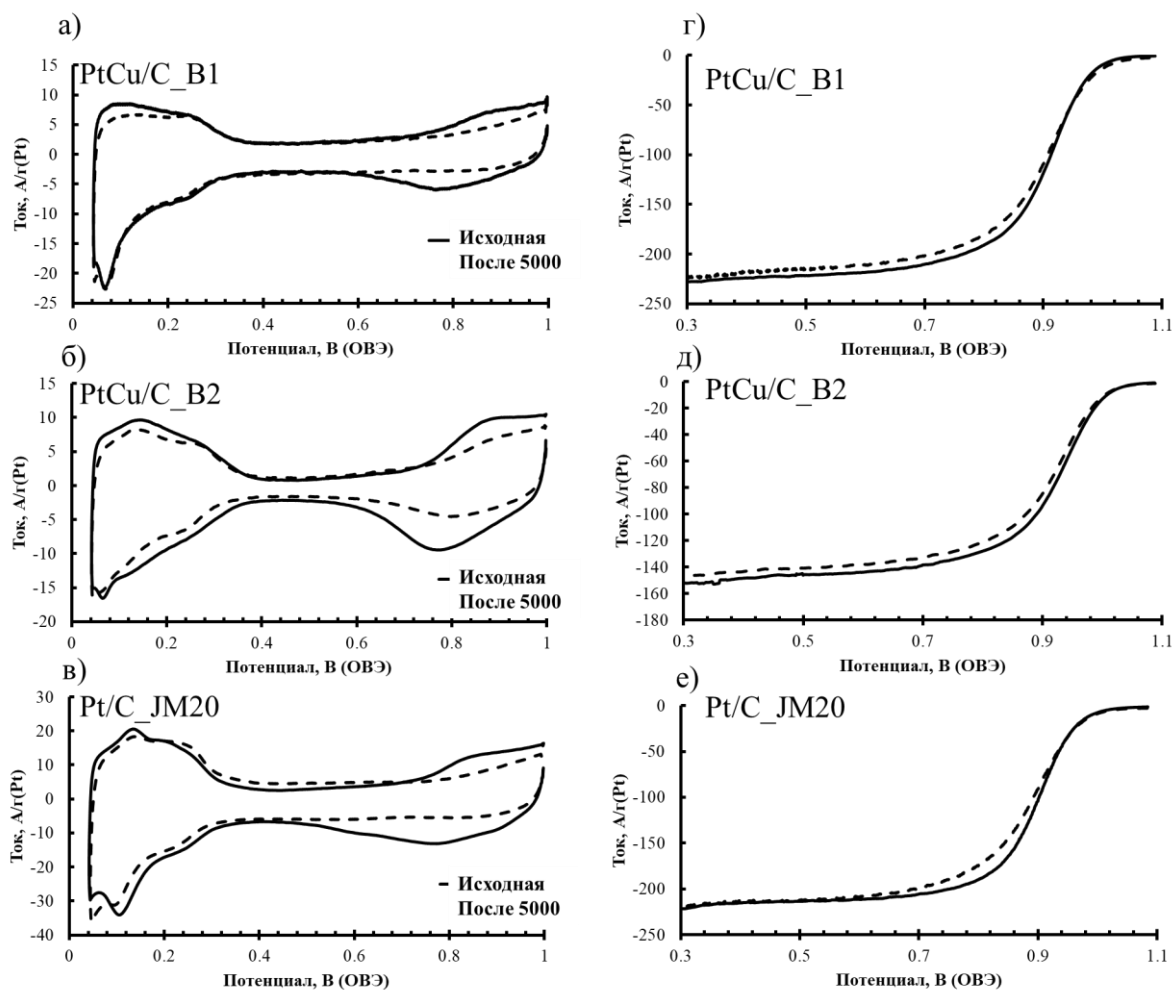 а)
PtCu/C_B1
Ток, А/г(Pt)
15
10
5
0
-5
-10
-15
-20
-25
0
0.2
0.4
0.6
0.8
1
Исходная
После 5000
Потенциал, В (ОВЭ)
г)
PtCu/C_B1
Ток, А/г(Pt)
0
-50
-100
-150
-200
-250
0.3
0.5
0.7
0.9
1.1
Потенциал, В (ОВЭ)
б)
PtCu/C_B2
Ток, А/г(Pt)
15
10
5
0
-5
-10
-15
-20
0
0.2
0.4
0.6
0.8
1
Исходная
После 5000
Потенциал, В (ОВЭ)
д)
PtCu/C_B2
Ток, А/г(Pt)
0
-20
-40
-60
-80
-100
-120
-140
-160
-180
0.3
0.5
0.7
0.9
1.1
Потенциал, В (ОВЭ)
в)
Pt/C_JM20
Ток, А/г(Pt)
30
20
10
0
-10
-20
-30
-40
0
0.2
0.4
0.6
0.8
1
Исходная
После 5000
Потенциал, В (ОВЭ)
е)
Pt/C_JM20
Ток, А/г(Pt)
0
-50
-100
-150
-200
-250
0.3
0.5
0.7
0.9
1.1
Потенциал, В (ОВЭ)